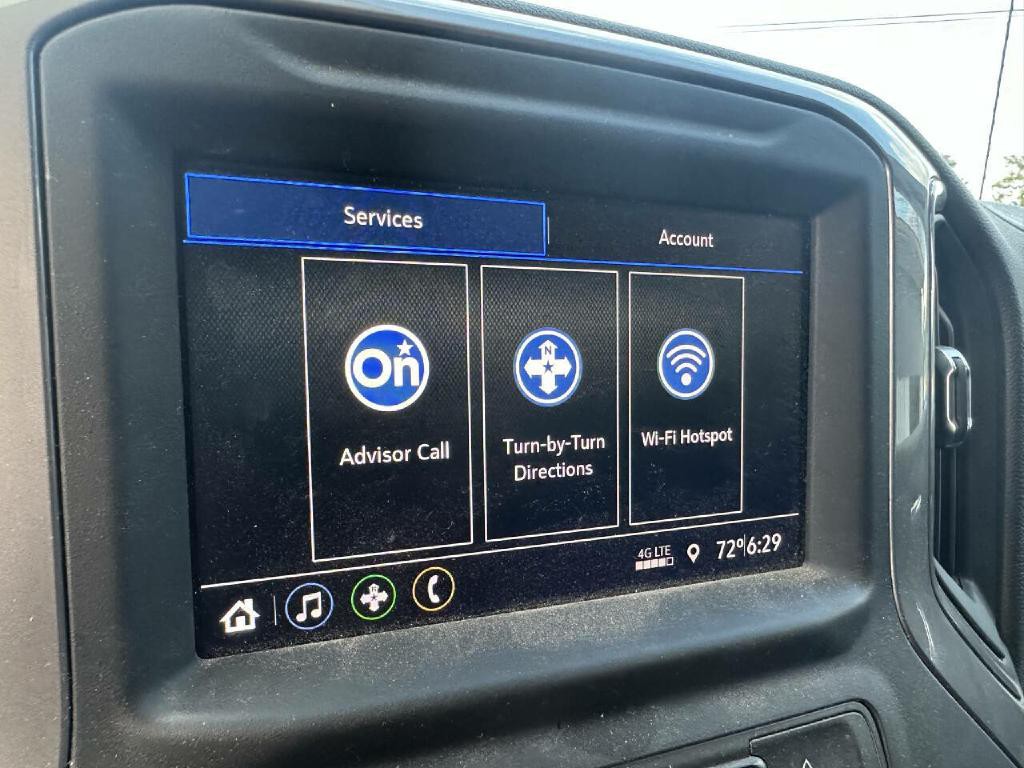 Services
Account
On
N
Advisor Call
Turn-by-Turn
Directions
Wi-Fi Hotspot
4G LTE
72° 6:29
N